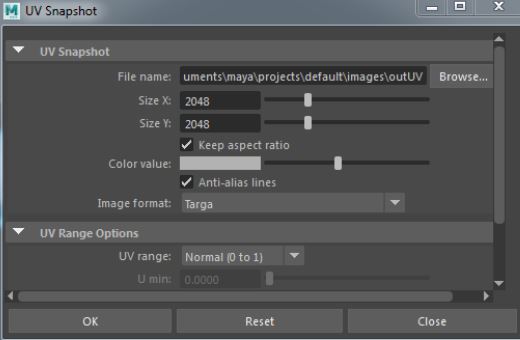 UV Snapshot
UV Snapshot
File name: uments\maya\projects\default\images\outUV Browse...
Size X: 2048
Size Y: 2048
Keep aspect ratio
Color value:
Anti-alias lines
Image format: Targa
UV Range Options
UV range: Normal (0 to 1)
U min: 0.0000
OK Reset Close